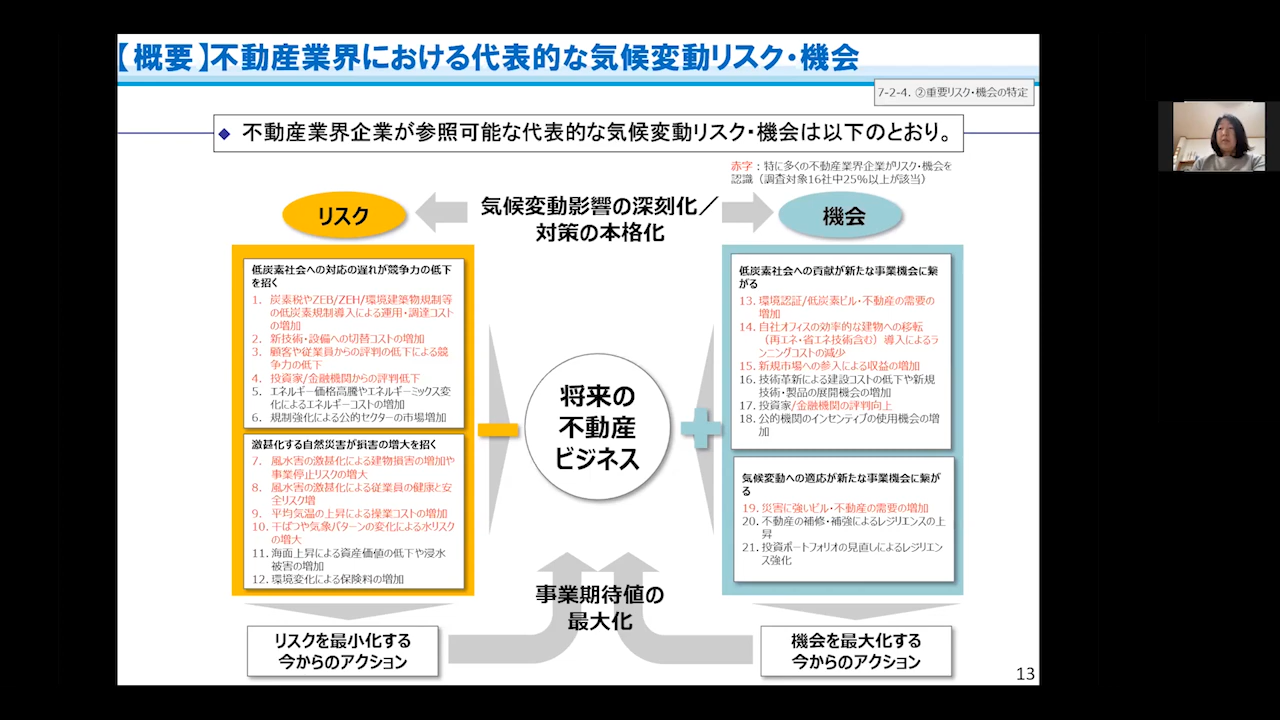 【概要】不動産業界における代表的な気候変動リスク・機会
7-2-4. ②重要リスク・機会の特定
◆ 不動産業界企業が参照可能な代表的な気候変動リスク・機会は以下のとおり。
赤字：特に多くの不動産業界企業がリスク・機会を
認識（調査対象16社中25%以上が該当）
リスク
気候変動影響の深刻化／
対策の本格化
機会
低炭素社会への対応の遅れが競争力の低下
を招く
1. 炭素税やZEB/ZEH/環境建築物規制等
の低炭素規制導入による運用・調達コスト
の増加
2. 新技術・設備への切替コストの増加
3. 顧客や従業員からの評判の低下による競
争力の低下
4. 投資家/金融機関からの評判低下
5. エネルギー価格高騰やエネルギーミックス変
化によるエネルギーコストの増加
6. 規制強化による公的セクターの市場増加
激甚化する自然災害が損害の増大を招く
7. 風水害の激甚化による建物損害の増加や
事業停止リスクの増大
8. 風水害の激甚化による従業員の健康と安
全リスク増
9. 平均気温の上昇による操業コストの増加
10. 干ばつや気象パターンの変化による水リスク
の増大
11. 海面上昇による資産価値の低下や浸水
被害の増加
12. 環境変化による保険料の増加
将来の
不動産
ビジネス
低炭素社会への貢献が新たな事業機会に繋
がる
13. 環境認証/低炭素ビル・不動産の需要の
増加
14. 自社オフィスの効率的な建物への移転
（再エネ・省エネ技術含む）導入によるラ
ンニングコストの減少
15. 新規市場への参入による収益の増加
16. 技術革新による建設コストの低下や新規
技術・製品の展開機会の増加
17. 投資家/金融機関の評判向上
18. 公的機関のインセンティブの使用機会の増
加
気候変動への適応が新たな事業機会に繋が
る
19. 災害に強いビル・不動産の需要の増加
20. 不動産の補修・補強によるレジリエンスの上
昇
21. 投資ポートフォリオの見直しによるレジリエン
ス強化
事業期待値の
最大化
リスクを最小化する
今からのアクション
機会を最大化する
今からのアクション
13